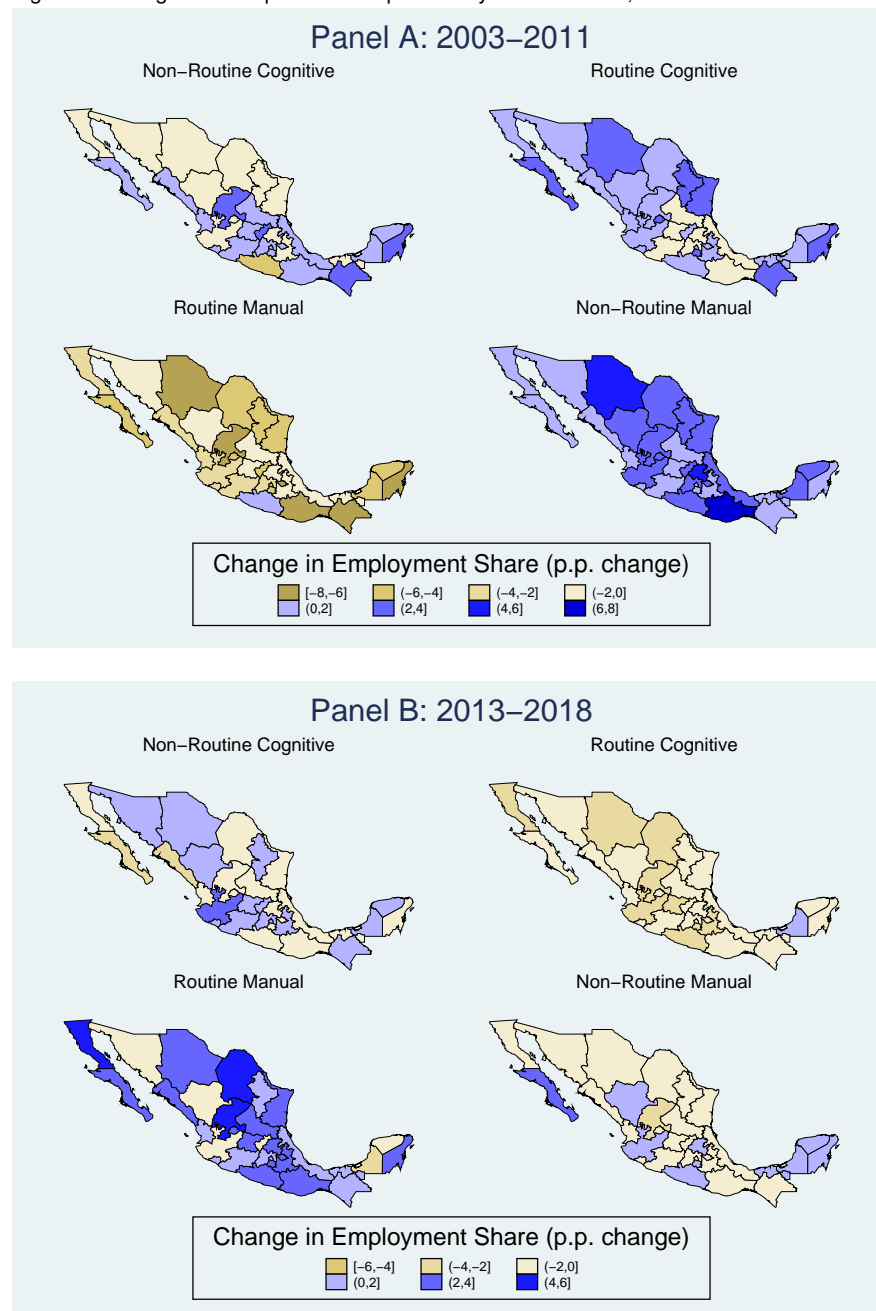 Panel A: 2003−2011
Non−Routine Cognitive
Routine Cognitive
Routine Manual
Non−Routine Manual
Change in Employment Share (p.p. change)
[−8,−6] (−6,−4] (−4,−2] (−2,0]
(0,2] (2,4] (4,6] (6,8]
Panel B: 2013−2018
Non−Routine Cognitive
Routine Cognitive
Routine Manual
Non−Routine Manual
Change in Employment Share (p.p. change)
[−6,−4] (−4,−2] (−2,0]
(0,2] (2,4] (4,6]